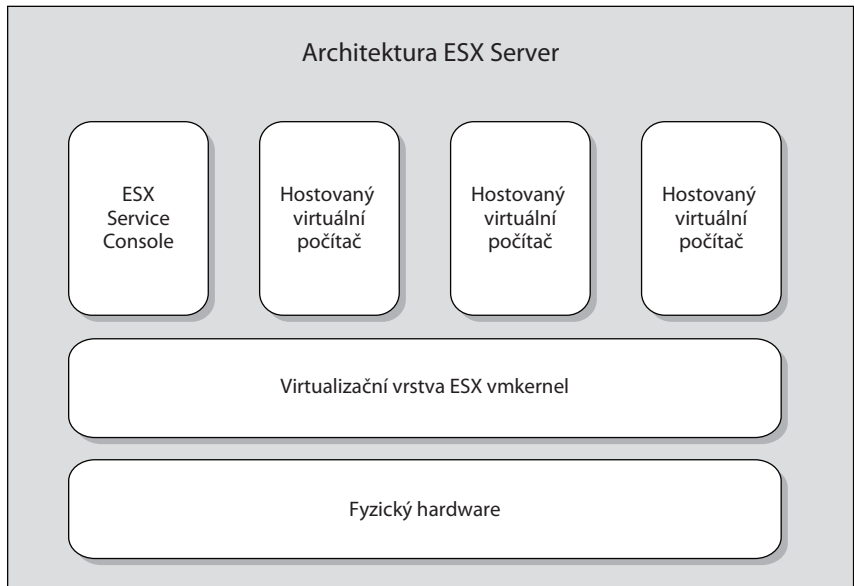 Architektura ESX Server
ESX
Service
Console
Hostovaný
virtuální
počítač
Hostovaný
virtuální
počítač
Hostovaný
virtuální
počítač
Virtualizační vrstva ESX vmkernel
Fyzický hardware